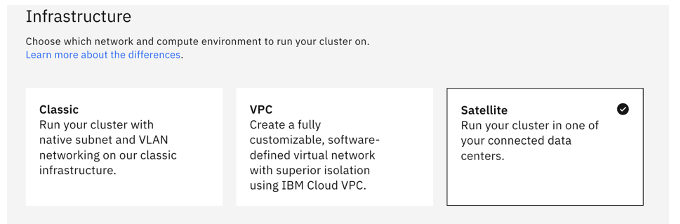 Infrastructure
Choose which network and compute environment to run your cluster on.
Learn more about the differences.
Classic
Run your cluster with
native subnet and VLAN
networking on our classic
infrastructure.
VPC
Create a fully
customizable, software-
defined virtual network
with superior isolation
using IBM Cloud VPC.
Satellite
Run your cluster in one of
your connected data
centers.